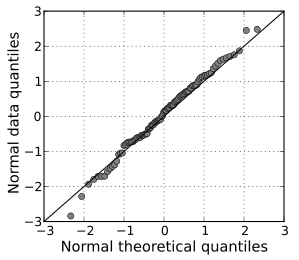 3
2
1
0
−1
−2
−3
−3 −2 −1 0 1 2 3
Normal data quantiles
Normal theoretical quantiles